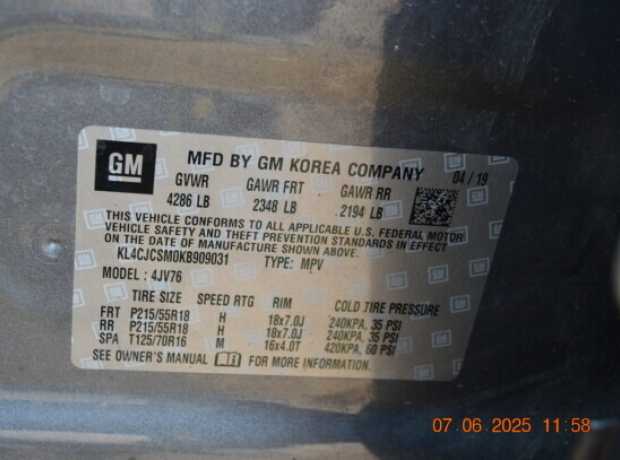 GM
MFD BY GM KOREA COMPANY 04 / 19
GVWR GAWR FRT GAWR RR
4286 LB 2348 LB 2194 LB
THIS VEHICLE CONFORMS TO ALL APPLICABLE U.S. FEDERAL MOTOR
VEHICLE SAFETY AND THEFT PREVENTION STANDARDS IN EFFECT
ON THE DATE OF MANUFACTURE SHOWN ABOVE.
KL4CJCSM0KB909031 TYPE: MPV
MODEL : 4JV76
TIRE SIZE SPEED RTG RIM COLD TIRE PRESSURE
FRT P215/55R18 H 18x7.0J 240KPA, 35 PSI
RR P215/55R18 H 18x7.0J 240KPA, 35 PSI
SPA T125/70R16 M 16x4.0T 420KPA, 60 PSI
SEE OWNER'S MANUAL FOR MORE INFORMATION.
07.06.2025 11:58